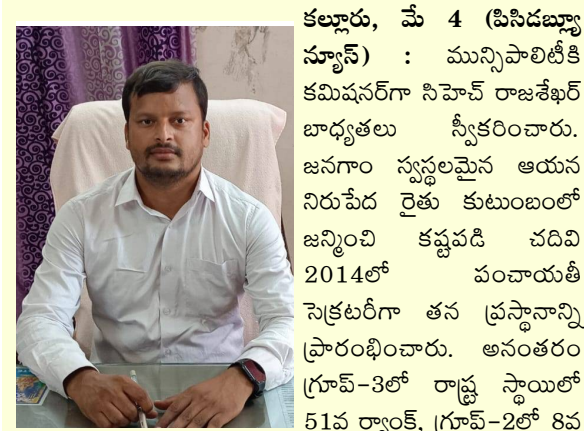 కల్లూరు, మే 4 (పిసిడబ్ల్యూ
న్యూస్) : మున్సిపాలిటీకి
కమిషనర్‌గా సిహెచ్ రాజశేఖర్
బాధ్యతలు స్వీకరించారు.
జనగాం స్వస్థలమైన ఆయన
నిరుపేద రైతు కుటుంబంలో
జన్మించి కష్టపడి చదివి
2014లో పంచాయతీ
సెక్రటరీగా తన ప్రస్థానాన్ని
ప్రారంభించారు. అనంతరం
గ్రూప్-3లో రాష్ట్ర స్థాయిలో
51వ ర్యాంక్, గ్రూప్-2లో 8వ